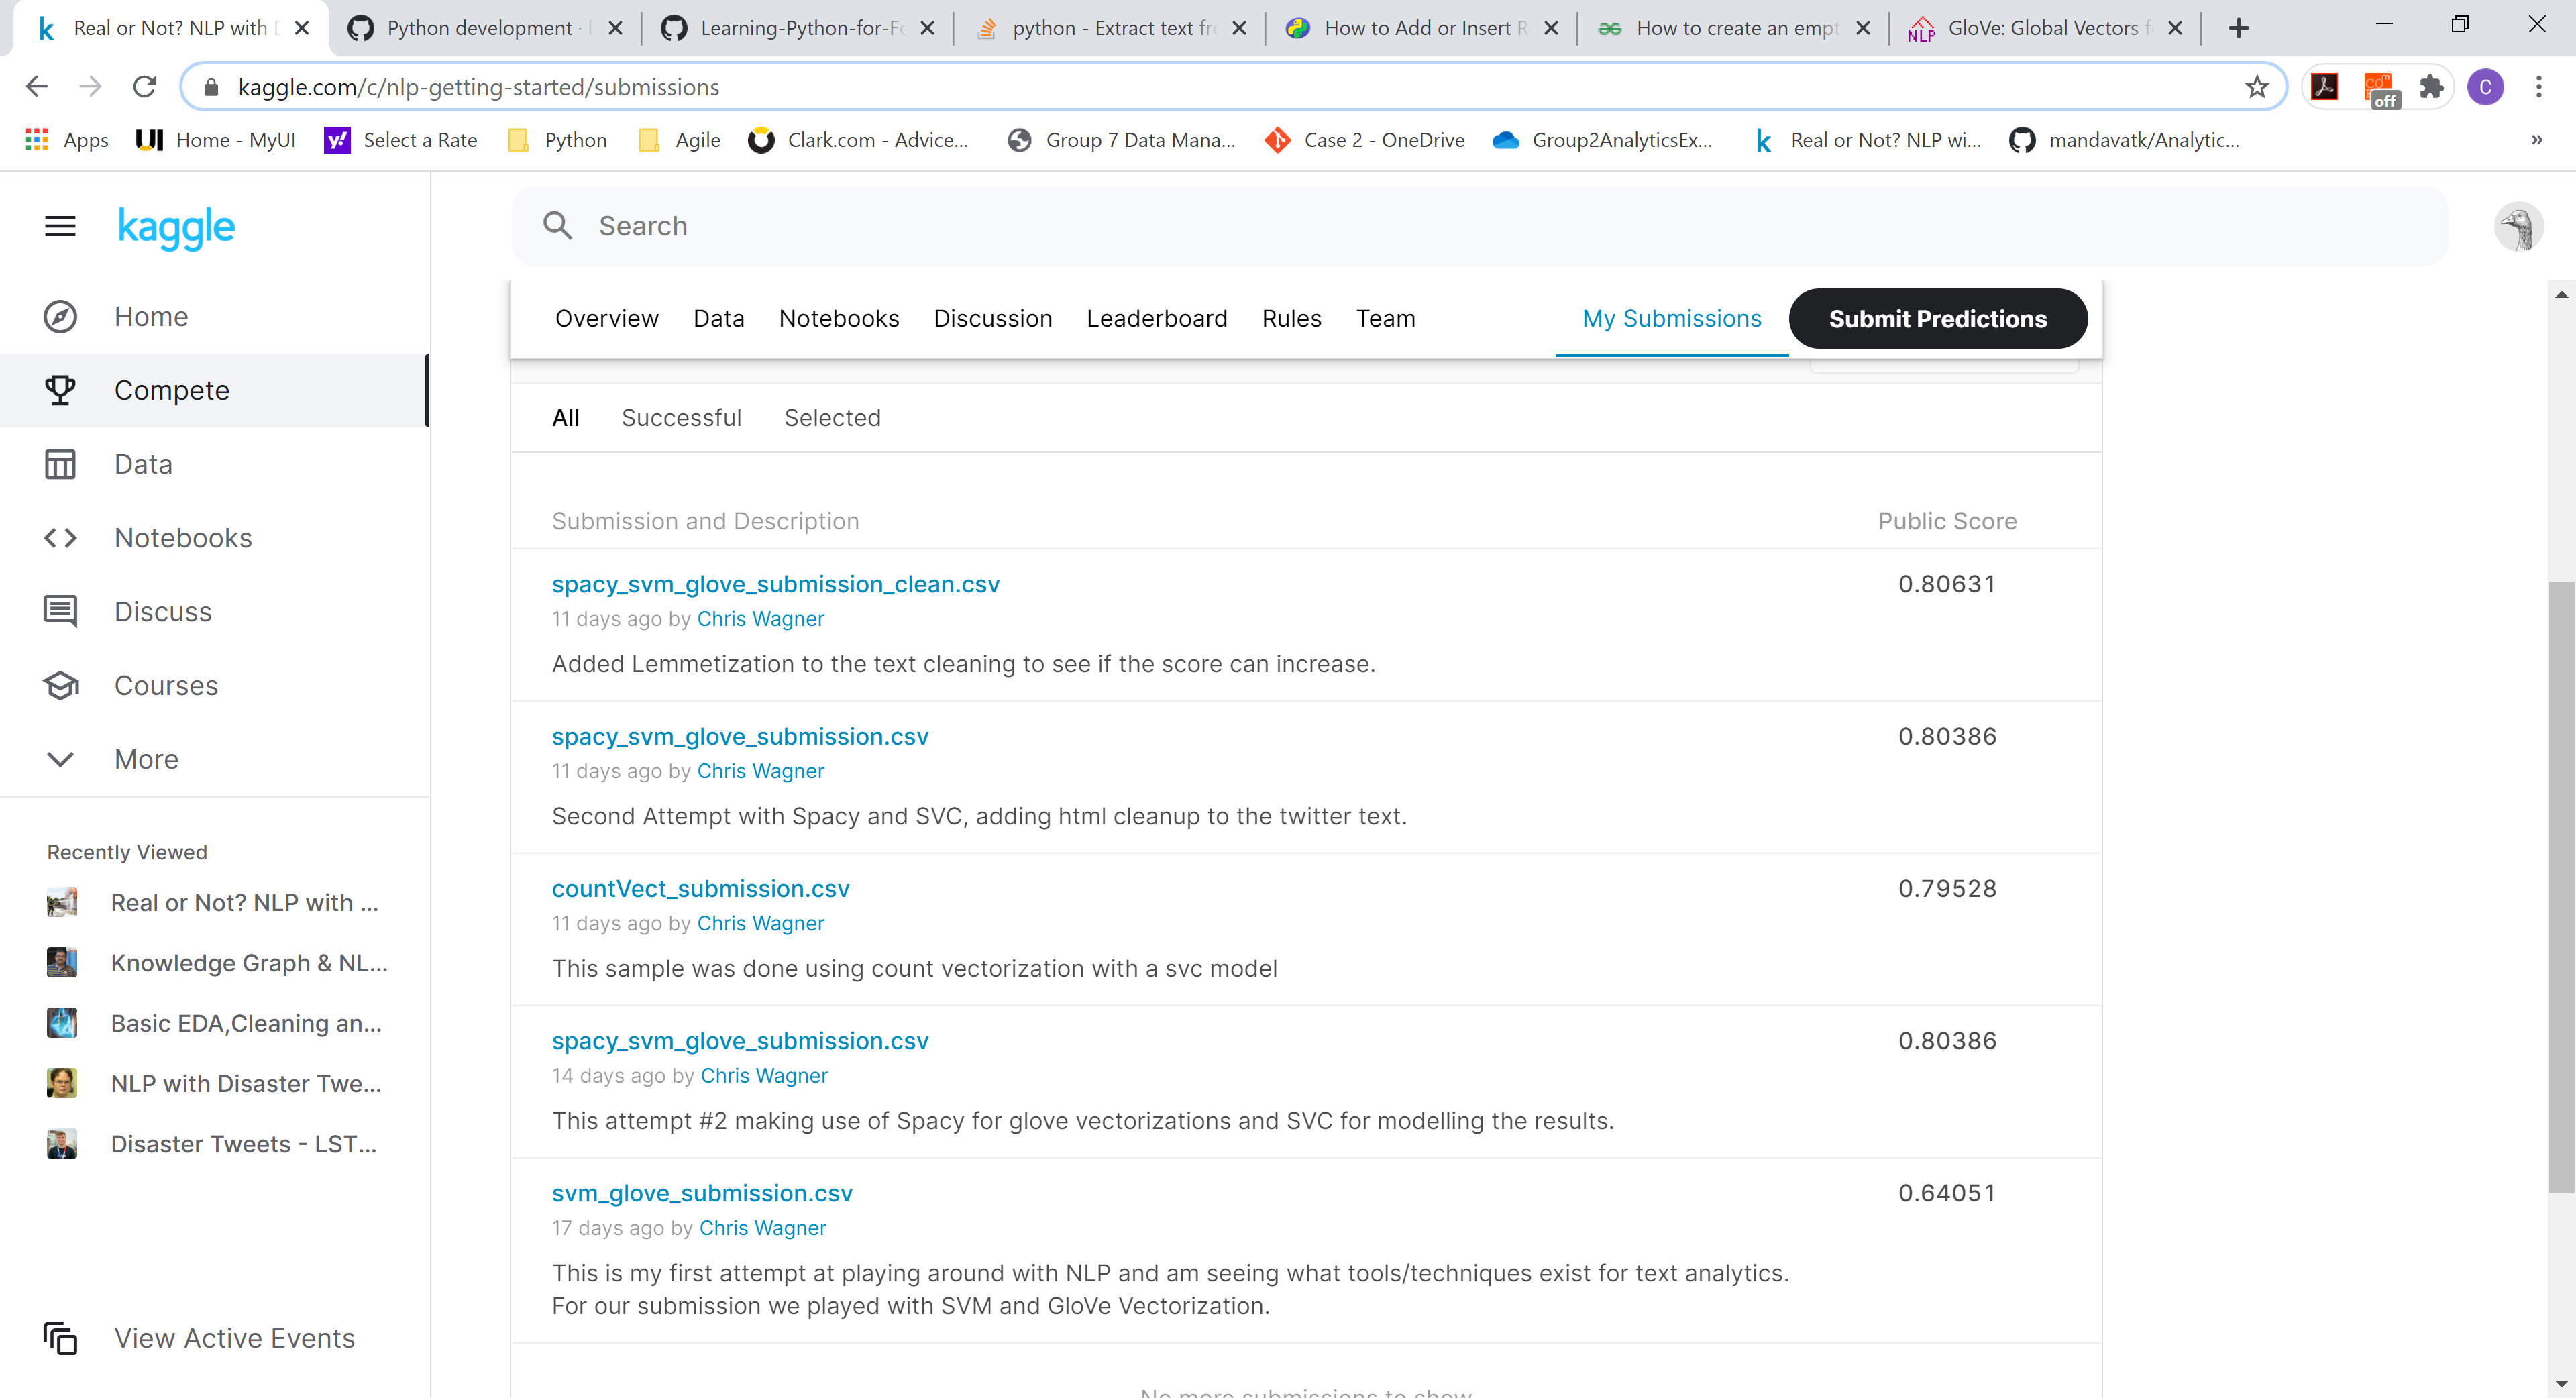 Real or Not? NLP with
Python development ·
Learning-Python-for-Fo
python - Extract text fro
How to Add or Insert R
How to create an empt
NLP
GloVe: Global Vectors f
kaggle.com/c/nlp-getting-started/submissions
off
C
Apps
Home - MyUI
Select a Rate
Python
Agile
Clark.com - Advice...
Group 7 Data Mana...
Case 2 - OneDrive
Group2AnalyticsEx...
Real or Not? NLP wi...
mandavatk/Analytic...
»
kaggle
Search
Home
Compete
Data
Notebooks
Discuss
Courses
More
Recently Viewed
Real or Not? NLP with ...
Knowledge Graph & NL...
Basic EDA,Cleaning an...
NLP with Disaster Twe...
Disaster Tweets - LST...
View Active Events
Overview Data Notebooks Discussion Leaderboard Rules Team My Submissions Submit Predictions
All Successful Selected
Submission and Description Public Score
spacy_svm_glove_submission_clean.csv 0.80631
11 days ago by Chris Wagner
Added Lemmetization to the text cleaning to see if the score can increase.
spacy_svm_glove_submission.csv 0.80386
11 days ago by Chris Wagner
Second Attempt with Spacy and SVC, adding html cleanup to the twitter text.
countVect_submission.csv 0.79528
11 days ago by Chris Wagner
This sample was done using count vectorization with a svc model
spacy_svm_glove_submission.csv 0.80386
14 days ago by Chris Wagner
This attempt #2 making use of Spacy for glove vectorizations and SVC for modelling the results.
svm_glove_submission.csv 0.64051
17 days ago by Chris Wagner
This is my first attempt at playing around with NLP and am seeing what tools/techniques exist for text analytics.
For our submission we played with SVM and GloVe Vectorization.
No more submissions to show